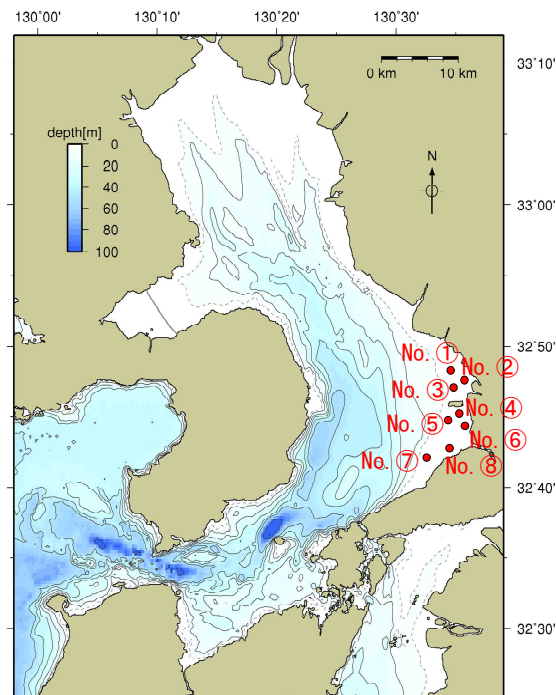 130°00' 130°10' 130°20' 130°30'
33°10'
0 km 10 km
depth[m]
0
20
40
60
80
100
N
33°00'
32°50'
No. ①
No. ②
No. ③
No. ④
No. ⑤
No. ⑥
No. ⑦
No. ⑧
32°40'
32°30'